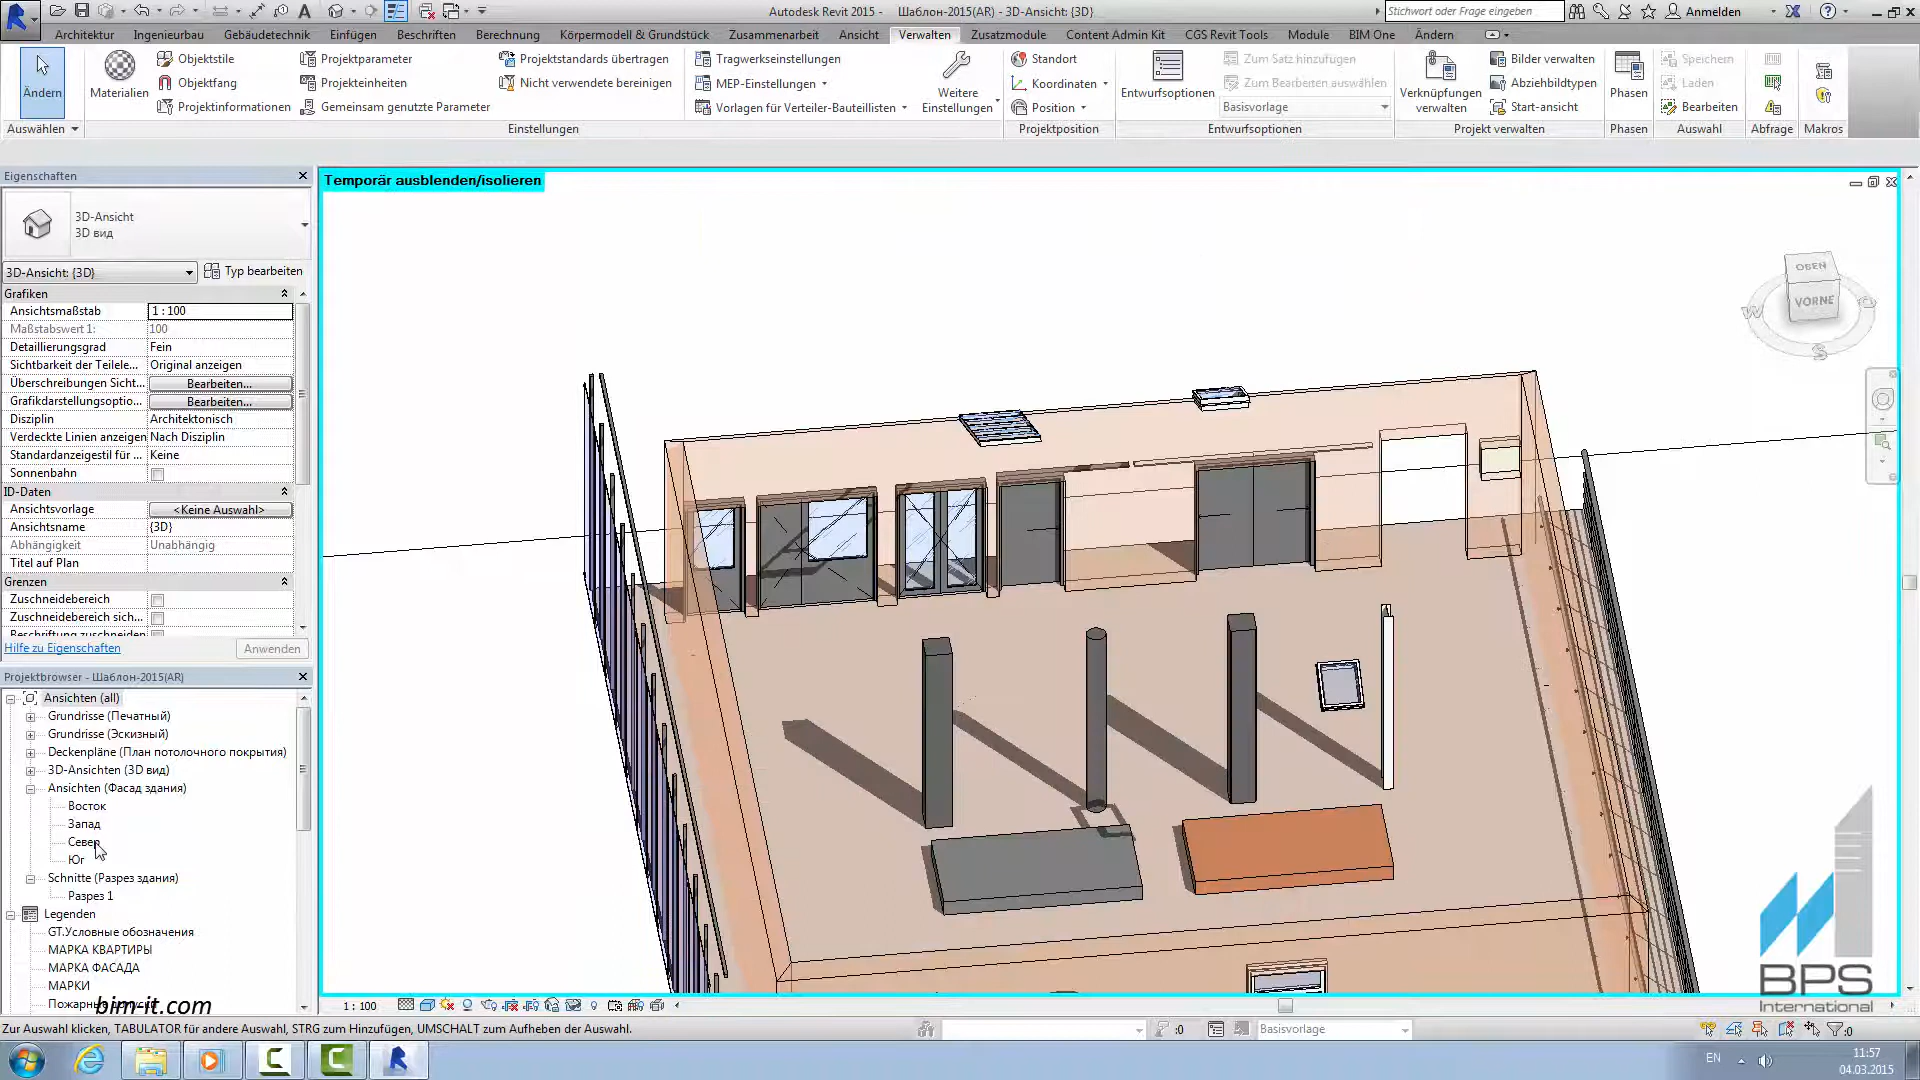 Autodesk Revit 2015 - Шаблон-2015(AR) - 3D-Ansicht: {3D}
Stichwort oder Frage eingeben
Anmelden
Architektur Ingenieurbau Gebäudetechnik Einfügen Beschriften Berechnung Körpermodell & Grundstück Zusammenarbeit Ansicht Verwalten Zusatzmodule Content Admin Kit CGS Revit Tools Module BIM One Ändern
Ändern
Auswählen
Materialien
Objektstile
Objektfang
Projektinformationen
Projektparameter
Projekteinheiten
Gemeinsam genutzte Parameter
Projektstandards übertragen
Nicht verwendete bereinigen
Einstellungen
Tragwerkseinstellungen
MEP-Einstellungen
Vorlagen für Verteiler-Bauteillisten
Weitere
Einstellungen
Standort
Koordinaten
Position
Projektposition
Entwurfsoptionen
Zum Satz hinzufügen
Zum Bearbeiten auswählen
Basisvorlage
Entwurfsoptionen
Verknüpfungen
verwalten
Bilder verwalten
Abziehbildtypen
Start-ansicht
Projekt verwalten
Phasen
Phasen
Speichern
Laden
Bearbeiten
Auswahl
Abfrage
Makros
Eigenschaften
3D-Ansicht
3D вид
3D-Ansicht: {3D}
Typ bearbeiten
Grafiken
Ansichtsmaßstab 1 : 100
Maßstabswert 1: 100
Detaillierungsgrad Fein
Sichtbarkeit der Teilele... Original anzeigen
Überschreibungen Sicht... Bearbeiten...
Grafikdarstellungsoptio... Bearbeiten...
Disziplin Architektonisch
Verdeckte Linien anzeigen Nach Disziplin
Standardanzeigestil für ... Keine
Sonnenbahn
ID-Daten
Ansichtsvorlage <Keine Auswahl>
Ansichtsname {3D}
Abhängigkeit Unabhängig
Titel auf Plan
Grenzen
Zuschneidebereich
Zuschneidebereich sich...
Beschriftung zuschneiden
Hilfe zu Eigenschaften Anwenden
Projektbrowser - Шаблон-2015(AR)
Ansichten (all)
Grundrisse (Печатный)
Grundrisse (Эскизный)
Deckenpläne (План потолочного покрытия)
3D-Ansichten (3D вид)
Ansichten (Фасад здания)
Восток
Запад
Север
Юг
Schnitte (Разрез здания)
Разрез 1
Legenden
GT.Условные обозначения
МАРКА КВАРТИРЫ
МАРКА ФАСАДА
МАРКИ
bim-it.com
Temporär ausblenden/isolieren
OBEN
VORNE
W
S
O
BPS
International
1 : 100
Zur Auswahl klicken, TABULATOR für andere Auswahl, STRG zum Hinzufügen, UMSCHALT zum Aufheben der Auswahl.
:0
Basisvorlage
:0
EN
11:57
04.03.2015